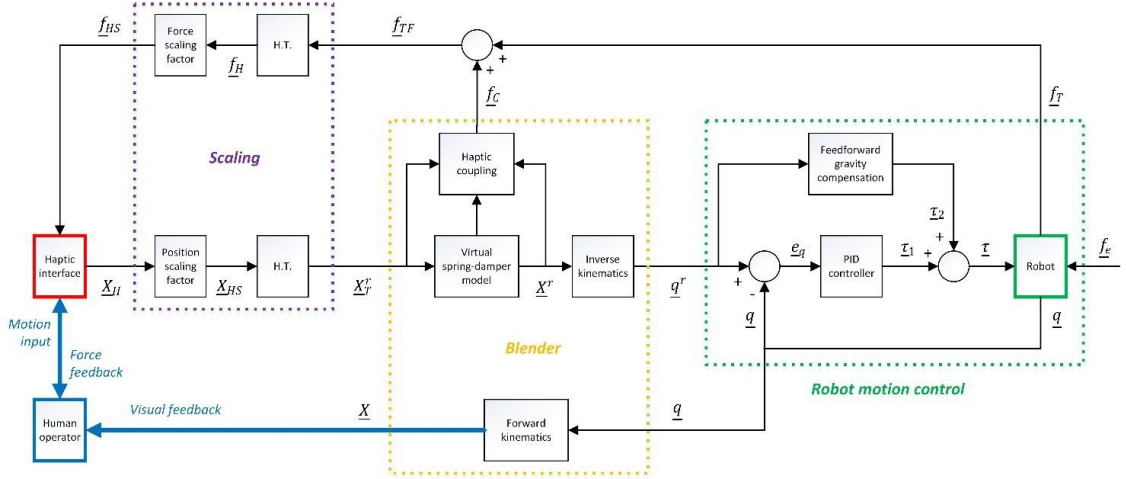 f_HS
Force
scaling
factor
f_H
H.T.
f_TF
+
+
f_C
f_T
Scaling
Haptic
coupling
Feedforward
gravity
compensation
τ_2
+
Haptic
interface
X_H
Position
scaling
factor
X_HS
H.T.
X_T^r
Virtual
spring-damper
model
X^r
Inverse
kinematics
q^r
+
-
q
e_q
PID
controller
τ_1
+
τ
Robot
f_e
q
Motion
input
Force
feedback
Blender
Robot motion control
Human
operator
Visual feedback
X
Forward
kinematics
q